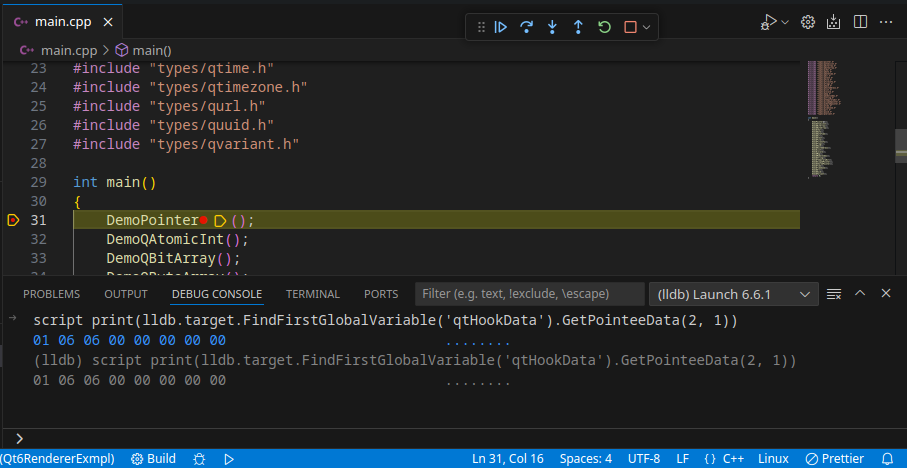 main.cpp
main.cpp > main()
23 #include "types/qtime.h"
24 #include "types/qtimezone.h"
25 #include "types/qurl.h"
26 #include "types/quuid.h"
27 #include "types/qvariant.h"
28
29 int main()
30 {
31 DemoPointer();
32 DemoQAtomicInt();
33 DemoQBitArray();
34 DemoQByteArray();
PROBLEMS OUTPUT DEBUG CONSOLE TERMINAL PORTS Filter (e.g. text, !exclude, \escape) (lldb) Launch 6.6.1
script print(lldb.target.FindFirstGlobalVariable('qtHookData').GetPointeeData(2, 1))
01 06 06 00 00 00 00 00 ........
(lldb) script print(lldb.target.FindFirstGlobalVariable('qtHookData').GetPointeeData(2, 1))
01 06 06 00 00 00 00 00 ........
>
(Qt6RendererExmpl) Build Ln 31, Col 16 Spaces: 4 UTF-8 LF {} C++ Linux Prettier